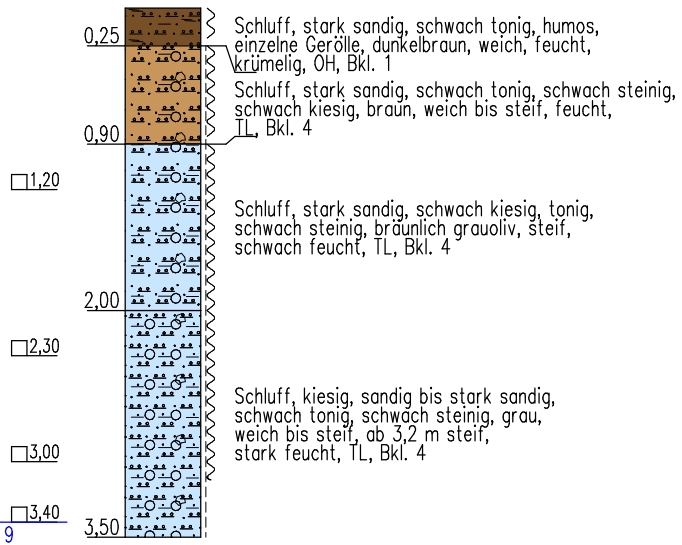 Schluff, stark sandig, schwach tonig, humos,
0,25
einzelne Gerölle, dunkelbraun, weich, feucht,
krümelig, OH, Bkl. 1
Schluff, stark sandig, schwach tonig, schwach steinig,
schwach kiesig, braun, weich bis steif, feucht,
0,90
TL, Bkl. 4
1,20
Schluff, stark sandig, schwach kiesig, tonig,
schwach steinig, bräunlich grauoliv, steif,
schwach feucht, TL, Bkl. 4
2,00
2,30
Schluff, kiesig, sandig bis stark sandig,
schwach tonig, schwach steinig, grau,
weich bis steif, ab 3,2 m steif,
stark feucht, TL, Bkl. 4
3,00
3,40
3,50
9